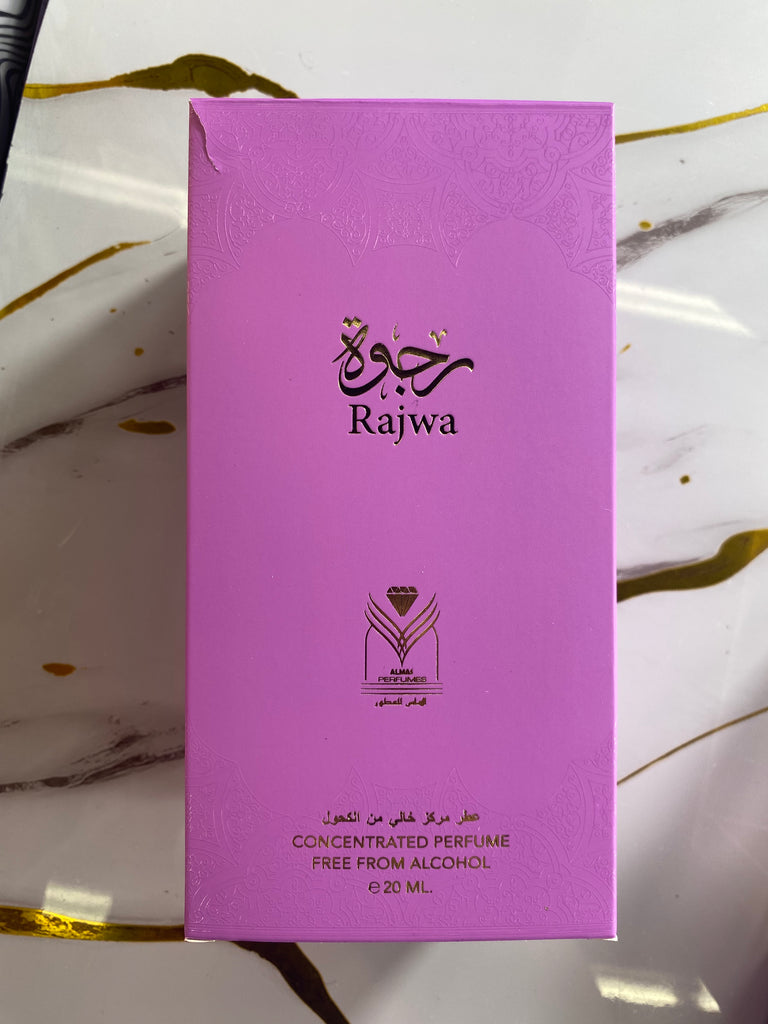 رجوة
Rajwa
ALMAS
PERFUMES
الماس للعطور
عطر مركز خالي من الكحول
CONCENTRATED PERFUME
FREE FROM ALCOHOL
℮ 20 ML.